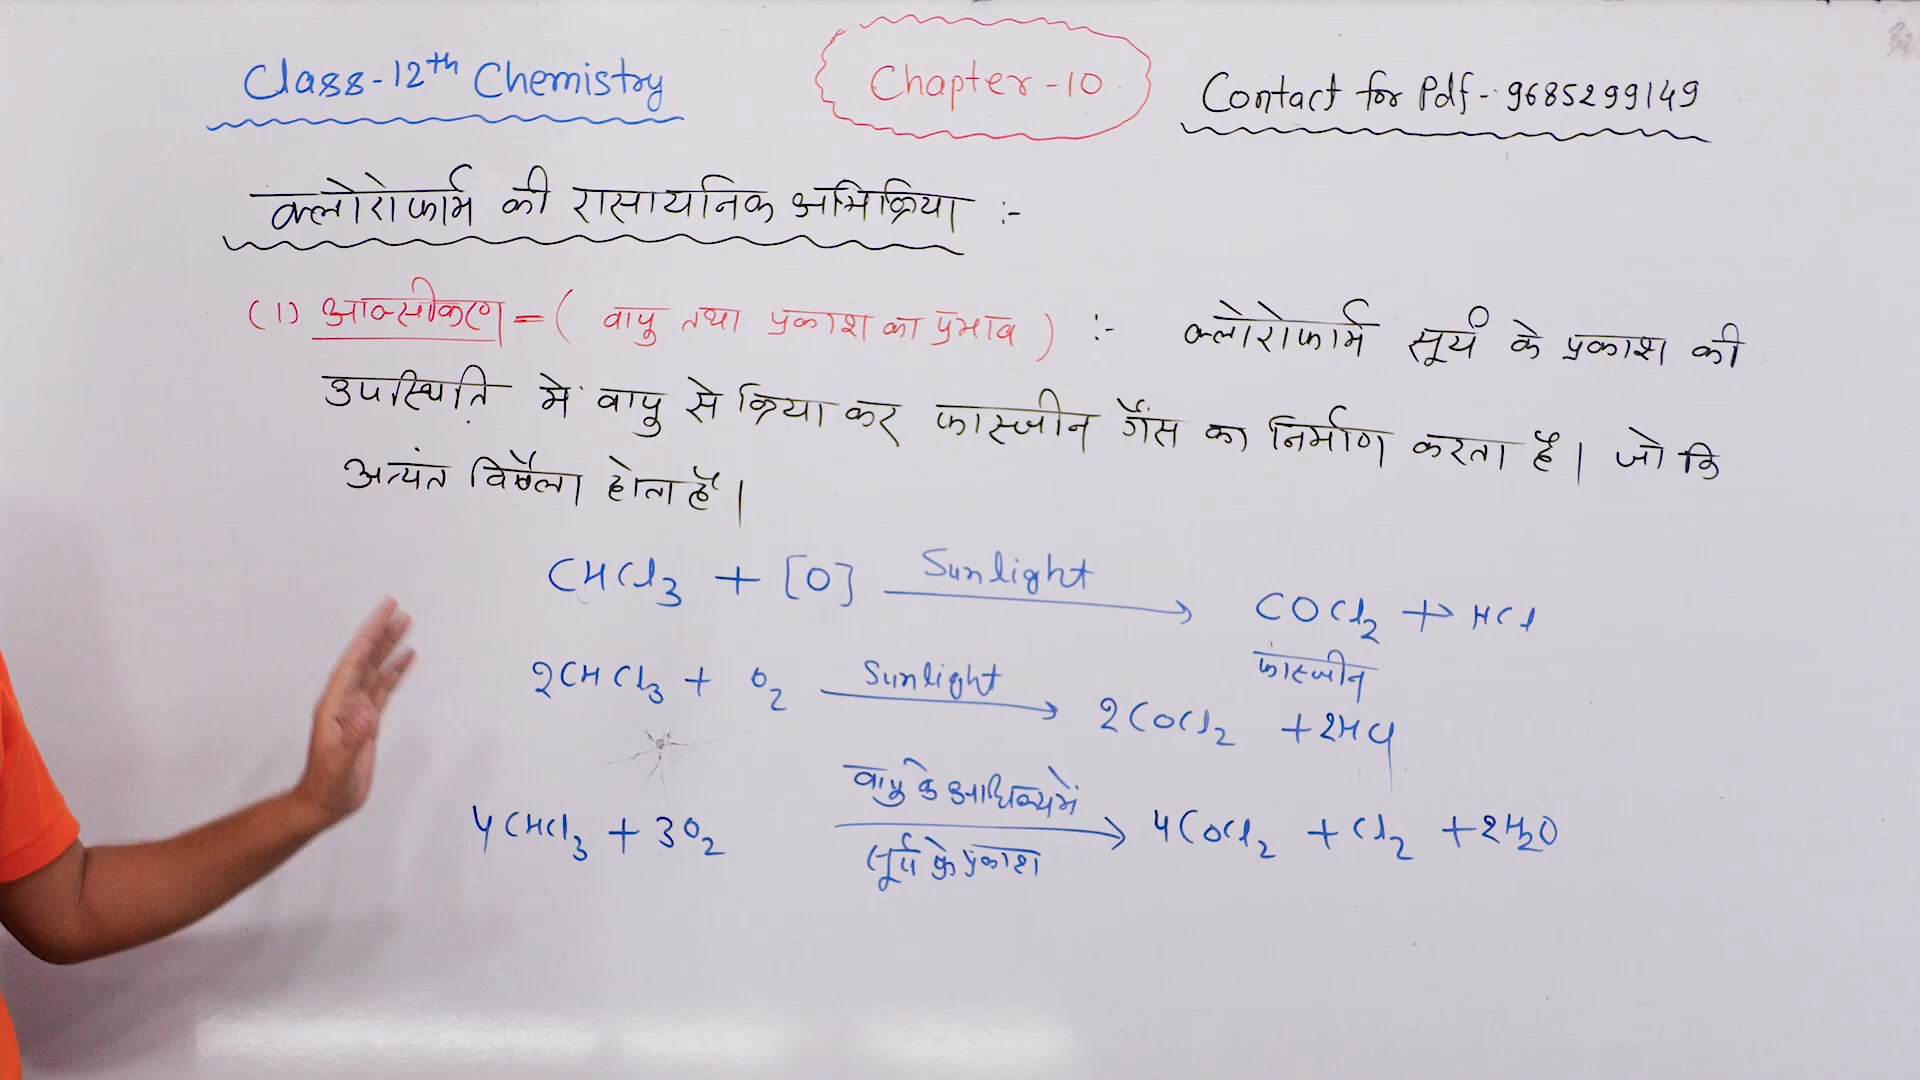 Class-12th Chemistry
Chapter-10
Contact for Pdf-9685299149
क्लोरोफार्म की रासायनिक अभिक्रिया :-
(1) आक्सीकरण = ( वायु तथा प्रकाश का प्रभाव ) :- क्लोरोफार्म सूर्य के प्रकाश की
उपस्थिति में वायु से क्रिया कर फास्जीन गैस का निर्माण करता है। जो कि
अत्यंत विषैला होता है।
CHCl3 + [O] Sunlight → COCl2 + HCl
फास्जीन
2CHCl3 + O2 Sunlight → 2COCl2 + 2HCl
वायु के आधिक्य में
4CHCl3 + 3O2 → 4COCl2 + Cl2 + 2H2O
सूर्य के प्रकाश